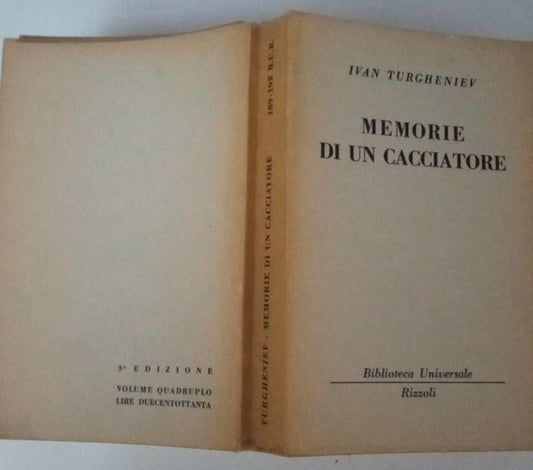 IVAN TURGHENIEV
MEMORIE
DI UN CACCIATORE
Biblioteca Universale
Rizzoli
TURGHENIEV - MEMORIE DI UN CACCIATORE 189-192 B.U.R.
3ª EDIZIONE
VOLUME QUADRUPLO
LIRE DUECENTOTTANTA